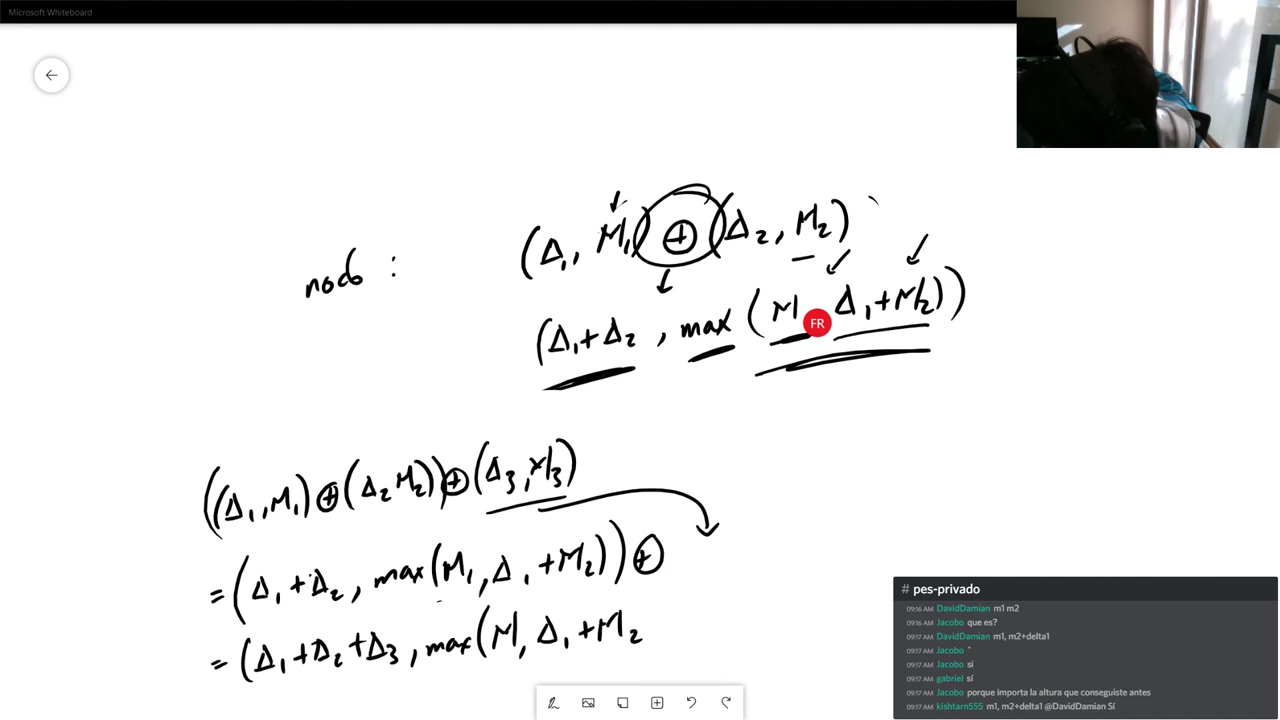 Microsoft Whiteboard
nodo :
(Δ₁, M₁) ⊕ (Δ₂, M₂)
(Δ₁+Δ₂, max(M Δ₁+M₂))
FR
((Δ₁, M₁) ⊕ (Δ₂ M₂)) ⊕ (Δ₃, M₃)
= (Δ₁+Δ₂, max(M₁, Δ₁+M₂)) ⊕
= (Δ₁+Δ₂+Δ₃, max(M, Δ₁+M₂
# pes-privado
09:16 AM DavidDamian m1 m2
09:16 AM Jacobo que es?
09:17 AM DavidDamian m1, m2+delta1
09:17 AM Jacobo ^
09:17 AM Jacobo si
09:17 AM gabriel sí
09:17 AM Jacobo porque importa la altura que conseguiste antes
09:17 AM kishtarn555 m1, m2+delta1 @DavidDamian Sí